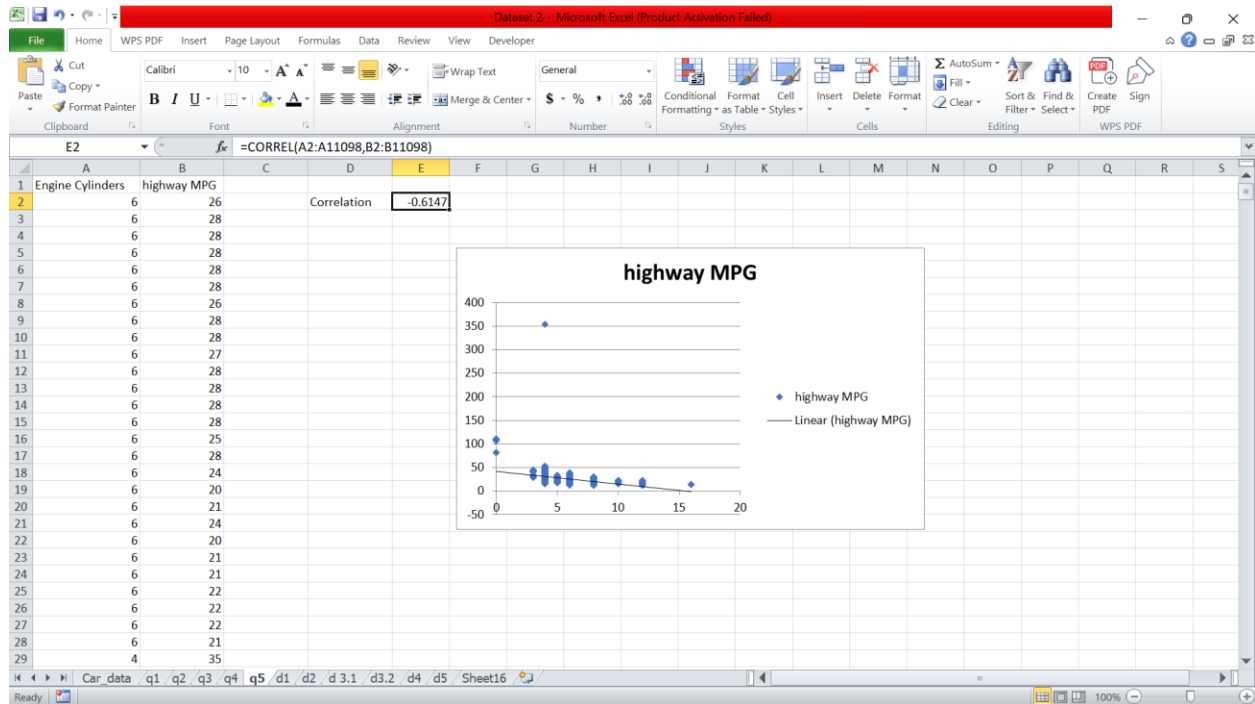 Dataset 2 - Microsoft Excel (Product Activation Failed)
File Home WPS PDF Insert Page Layout Formulas Data Review View Developer
Paste
Cut
Copy
Format Painter
Clipboard
Calibri 10 A A
B I U A
Font
Wrap Text
Merge & Center
Alignment
General
$ % , .0 .00 .00 .0
Number
Conditional Formatting
Format as Table
Cell Styles
Styles
Insert Delete Format
Cells
Σ AutoSum
Fill
Clear
Sort & Filter
Find & Select
Editing
Create PDF
Sign
WPS PDF
E2 fx =CORREL(A2:A11098,B2:B11098)
A B C D E F G H I J K L M N O P Q R S
1 Engine Cylinders highway MPG
2 6 26 Correlation -0.6147
3 6 28
4 6 28
5 6 28
6 6 28
7 6 28
8 6 26
9 6 28
10 6 28
11 6 27
12 6 28
13 6 28
14 6 28
15 6 28
16 6 25
17 6 28
18 6 24
19 6 20
20 6 21
21 6 24
22 6 20
23 6 21
24 6 21
25 6 22
26 6 22
27 6 22
28 6 21
29 4 35
highway MPG
400
350
300
250
200
150
100
50
0
-50
0 5 10 15 20
highway MPG
Linear (highway MPG)
Car_data q1 q2 q3 q4 q5 d1 d2 d 3.1 d3.2 d4 d5 Sheet16
Ready 100%